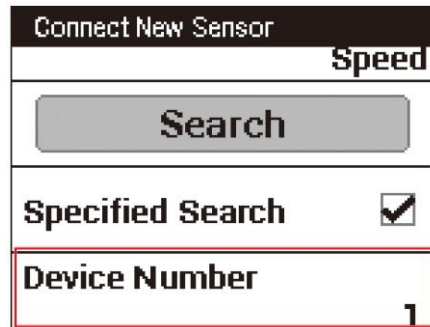 Connect New Sensor
Speed
Search
Specified Search
Device Number
1